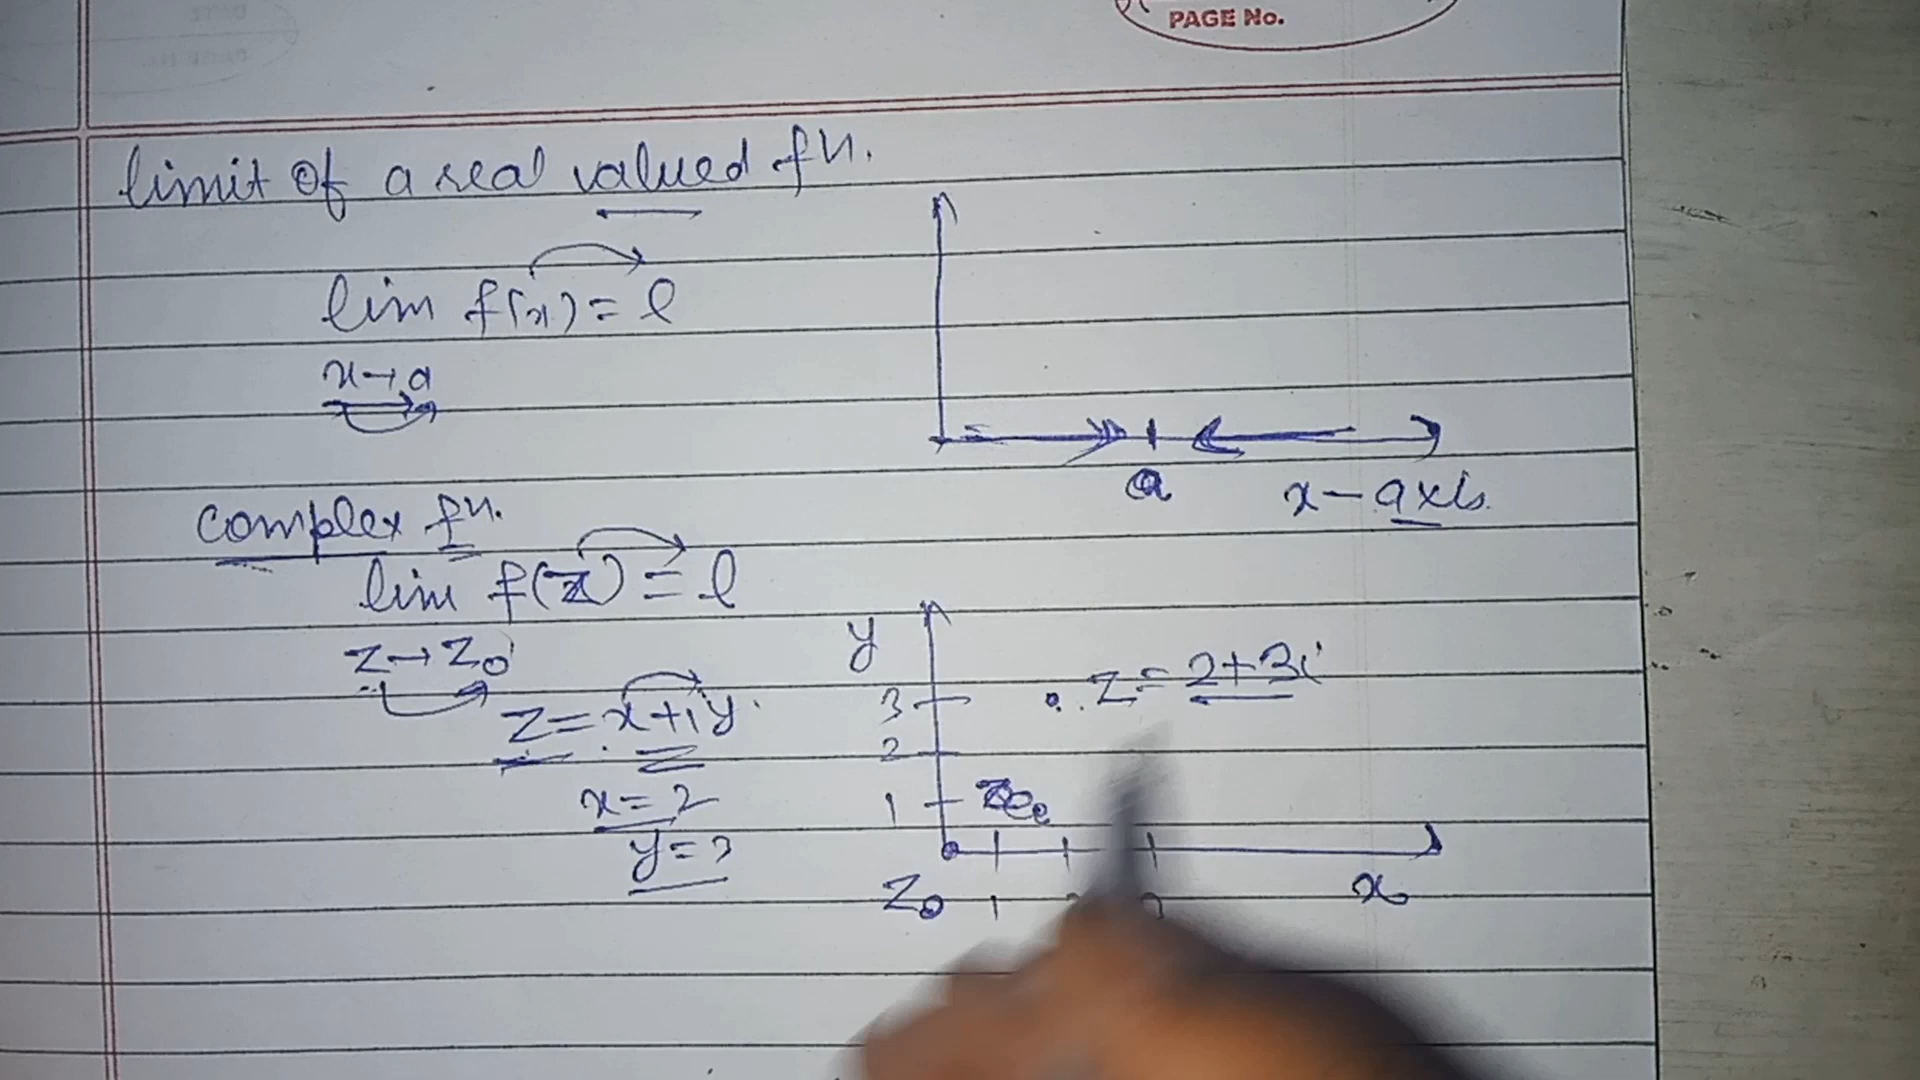 PAGE No.
limit of a real valued fn.
lim f(x) = l
x→a
a
x-axis.
complex fn.
lim f(z) = l
z→z0
y
z = 2+3i
3
z = x+iy
2
x = 2
1
y = 3
z0
1
x